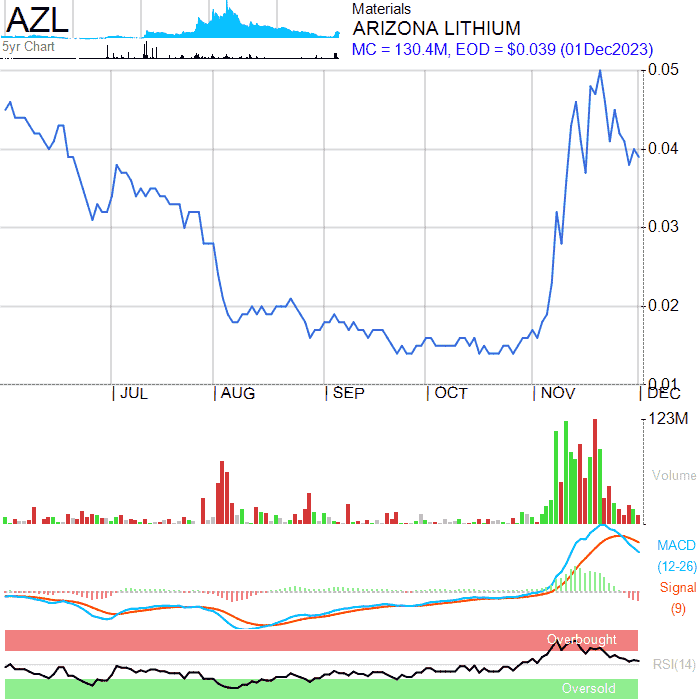 AZL
5yr Chart
Materials
ARIZONA LITHIUM
MC = 130.4M, EOD = $0.039 (01Dec2023)
0.05
0.04
0.03
0.02
0.01
JUL AUG SEP OCT NOV DEC
123M
Volume
MACD
(12-26)
Signal
(9)
Overbought
RSI(14)
Oversold